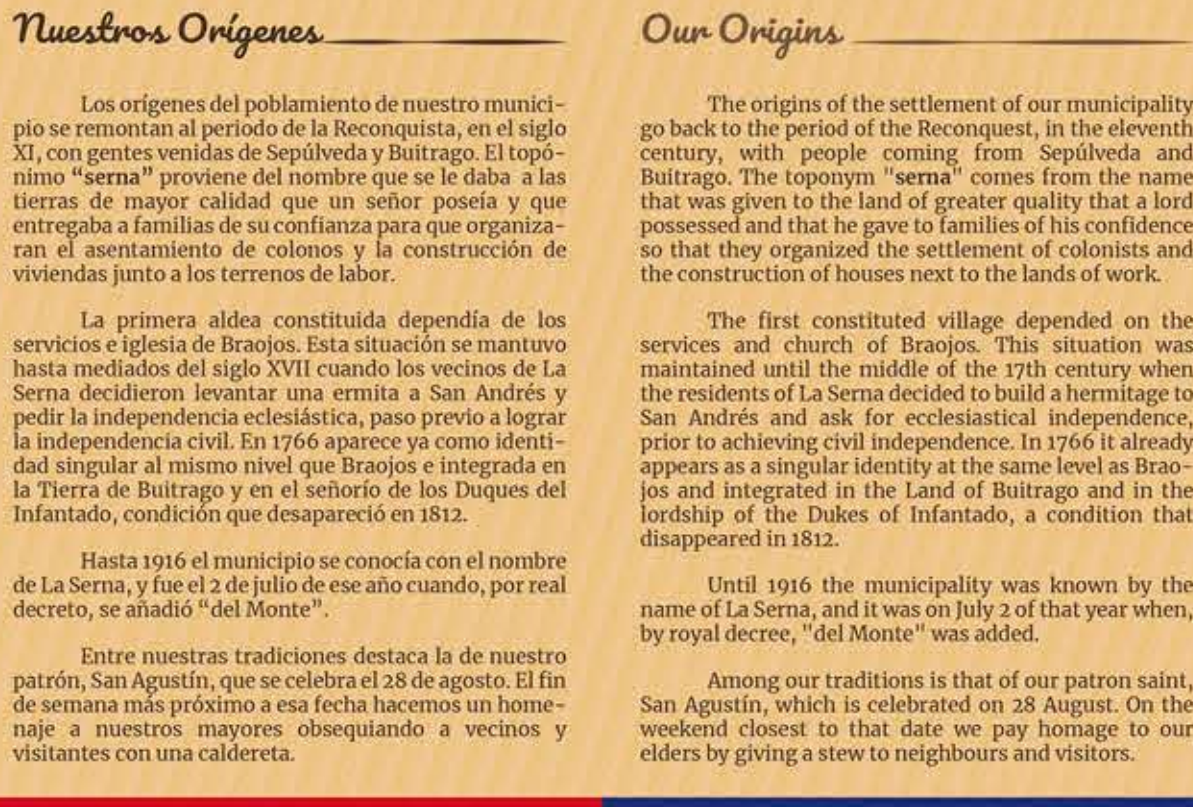 Nuestros Orígenes
Los orígenes del poblamiento de nuestro munici-
pio se remontan al periodo de la Reconquista, en el siglo
XI, con gentes venidas de Sepúlveda y Buitrago. El topó-
nimo “serna” proviene del nombre que se le daba a las
tierras de mayor calidad que un señor poseía y que
entregaba a familias de su confianza para que organiza-
ran el asentamiento de colonos y la construcción de
viviendas junto a los terrenos de labor.
La primera aldea constituida dependía de los
servicios e iglesia de Braojos. Esta situación se mantuvo
hasta mediados del siglo XVII cuando los vecinos de La
Serna decidieron levantar una ermita a San Andrés y
pedir la independencia eclesiástica, paso previo a lograr
la independencia civil. En 1766 aparece ya como identi-
dad singular al mismo nivel que Braojos e integrada en
la Tierra de Buitrago y en el señorío de los Duques del
Infantado, condición que desapareció en 1812.
Hasta 1916 el municipio se conocía con el nombre
de La Serna, y fue el 2 de julio de ese año cuando, por real
decreto, se añadió “del Monte”.
Entre nuestras tradiciones destaca la de nuestro
patrón, San Agustín, que se celebra el 28 de agosto. El fin
de semana más próximo a esa fecha hacemos un home-
naje a nuestros mayores obsequiando a vecinos y
visitantes con una caldereta.
Our Origins
The origins of the settlement of our municipality
go back to the period of the Reconquest, in the eleventh
century, with people coming from Sepúlveda and
Buitrago. The toponym "serna" comes from the name
that was given to the land of greater quality that a lord
possessed and that he gave to families of his confidence
so that they organized the settlement of colonists and
the construction of houses next to the lands of work.
The first constituted village depended on the
services and church of Braojos. This situation was
maintained until the middle of the 17th century when
the residents of La Serna decided to build a hermitage to
San Andrés and ask for ecclesiastical independence,
prior to achieving civil independence. In 1766 it already
appears as a singular identity at the same level as Brao-
jos and integrated in the Land of Buitrago and in the
lordship of the Dukes of Infantado, a condition that
disappeared in 1812.
Until 1916 the municipality was known by the
name of La Serna, and it was on July 2 of that year when,
by royal decree, "del Monte" was added.
Among our traditions is that of our patron saint,
San Agustín, which is celebrated on 28 August. On the
weekend closest to that date we pay homage to our
elders by giving a stew to neighbours and visitors.